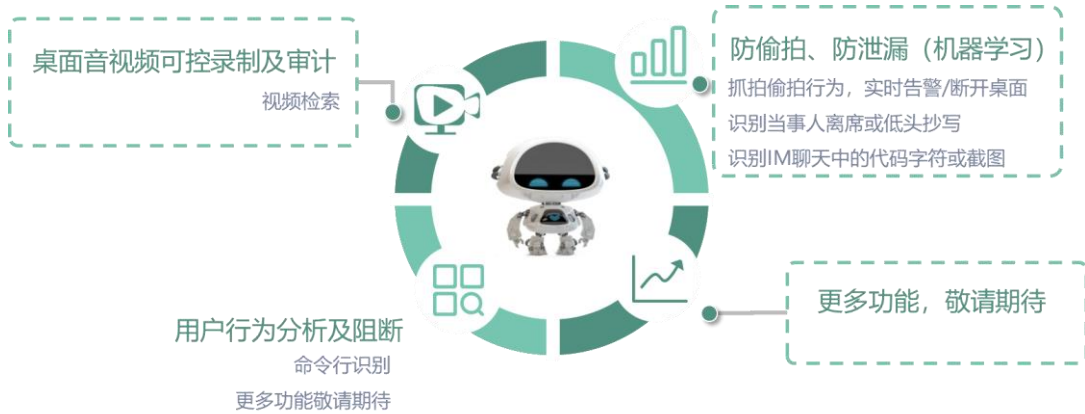 桌面音视频可控录制及审计
视频检索
防偷拍、防泄漏（机器学习）
抓拍偷拍行为，实时告警/断开桌面
识别当事人离席或低头抄写
识别IM聊天中的代码字符或截图
更多功能，敬请期待
用户行为分析及阻断
命令行识别
更多功能敬请期待